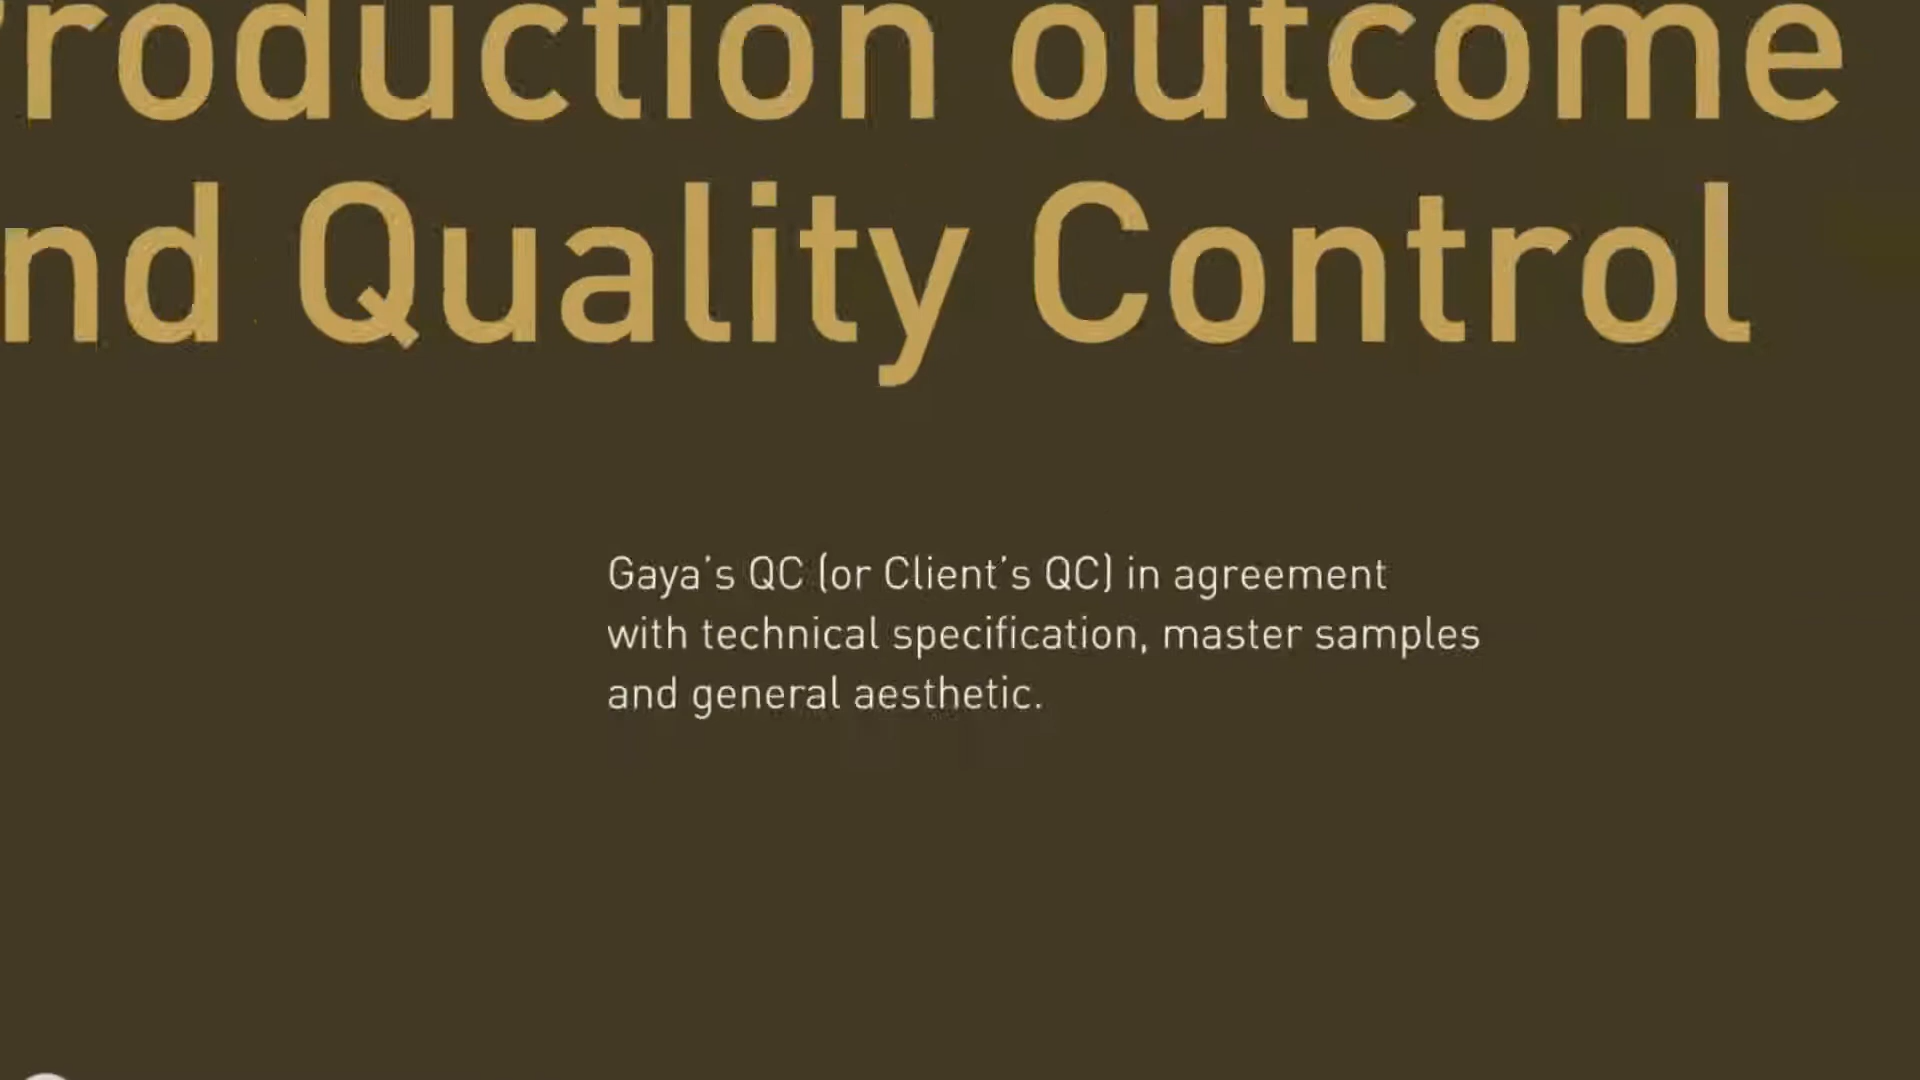 roduction outcome
nd Quality Control
Gaya's QC (or Client's QC) in agreement
with technical specification, master samples
and general aesthetic.